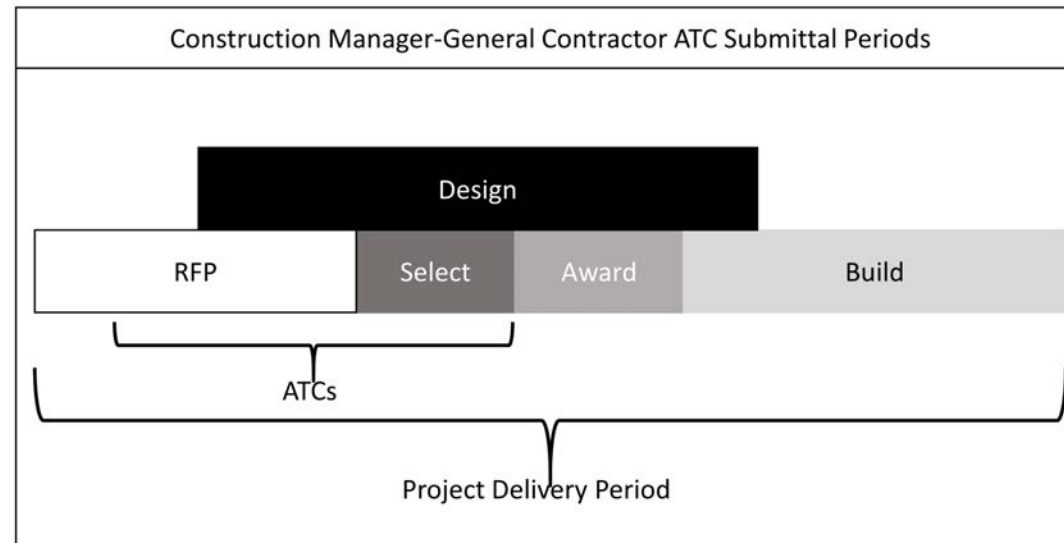 Construction Manager-General Contractor ATC Submittal Periods
Design
RFP
Select
Award
Build
ATCs
Project Delivery Period